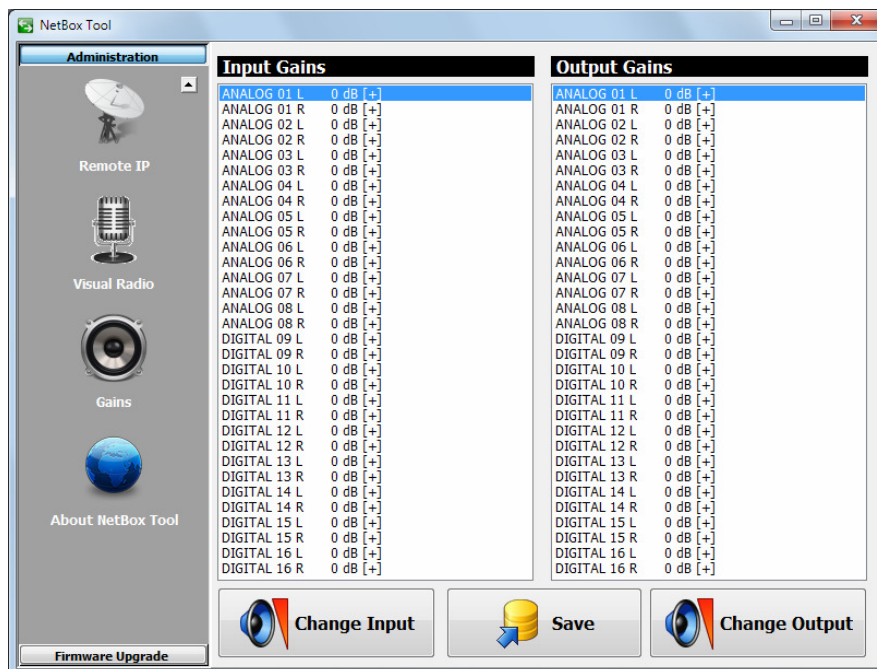 NetBox Tool
Administration
Remote IP
Visual Radio
Gains
About NetBox Tool
Firmware Upgrade
Input Gains
ANALOG 01 L 0 dB [+]
ANALOG 01 R 0 dB [+]
ANALOG 02 L 0 dB [+]
ANALOG 02 R 0 dB [+]
ANALOG 03 L 0 dB [+]
ANALOG 03 R 0 dB [+]
ANALOG 04 L 0 dB [+]
ANALOG 04 R 0 dB [+]
ANALOG 05 L 0 dB [+]
ANALOG 05 R 0 dB [+]
ANALOG 06 L 0 dB [+]
ANALOG 06 R 0 dB [+]
ANALOG 07 L 0 dB [+]
ANALOG 07 R 0 dB [+]
ANALOG 08 L 0 dB [+]
ANALOG 08 R 0 dB [+]
DIGITAL 09 L 0 dB [+]
DIGITAL 09 R 0 dB [+]
DIGITAL 10 L 0 dB [+]
DIGITAL 10 R 0 dB [+]
DIGITAL 11 L 0 dB [+]
DIGITAL 11 R 0 dB [+]
DIGITAL 12 L 0 dB [+]
DIGITAL 12 R 0 dB [+]
DIGITAL 13 L 0 dB [+]
DIGITAL 13 R 0 dB [+]
DIGITAL 14 L 0 dB [+]
DIGITAL 14 R 0 dB [+]
DIGITAL 15 L 0 dB [+]
DIGITAL 15 R 0 dB [+]
DIGITAL 16 L 0 dB [+]
DIGITAL 16 R 0 dB [+]
Output Gains
ANALOG 01 L 0 dB [+]
ANALOG 01 R 0 dB [+]
ANALOG 02 L 0 dB [+]
ANALOG 02 R 0 dB [+]
ANALOG 03 L 0 dB [+]
ANALOG 03 R 0 dB [+]
ANALOG 04 L 0 dB [+]
ANALOG 04 R 0 dB [+]
ANALOG 05 L 0 dB [+]
ANALOG 05 R 0 dB [+]
ANALOG 06 L 0 dB [+]
ANALOG 06 R 0 dB [+]
ANALOG 07 L 0 dB [+]
ANALOG 07 R 0 dB [+]
ANALOG 08 L 0 dB [+]
ANALOG 08 R 0 dB [+]
DIGITAL 09 L 0 dB [+]
DIGITAL 09 R 0 dB [+]
DIGITAL 10 L 0 dB [+]
DIGITAL 10 R 0 dB [+]
DIGITAL 11 L 0 dB [+]
DIGITAL 11 R 0 dB [+]
DIGITAL 12 L 0 dB [+]
DIGITAL 12 R 0 dB [+]
DIGITAL 13 L 0 dB [+]
DIGITAL 13 R 0 dB [+]
DIGITAL 14 L 0 dB [+]
DIGITAL 14 R 0 dB [+]
DIGITAL 15 L 0 dB [+]
DIGITAL 15 R 0 dB [+]
DIGITAL 16 L 0 dB [+]
DIGITAL 16 R 0 dB [+]
Change Input
Save
Change Output